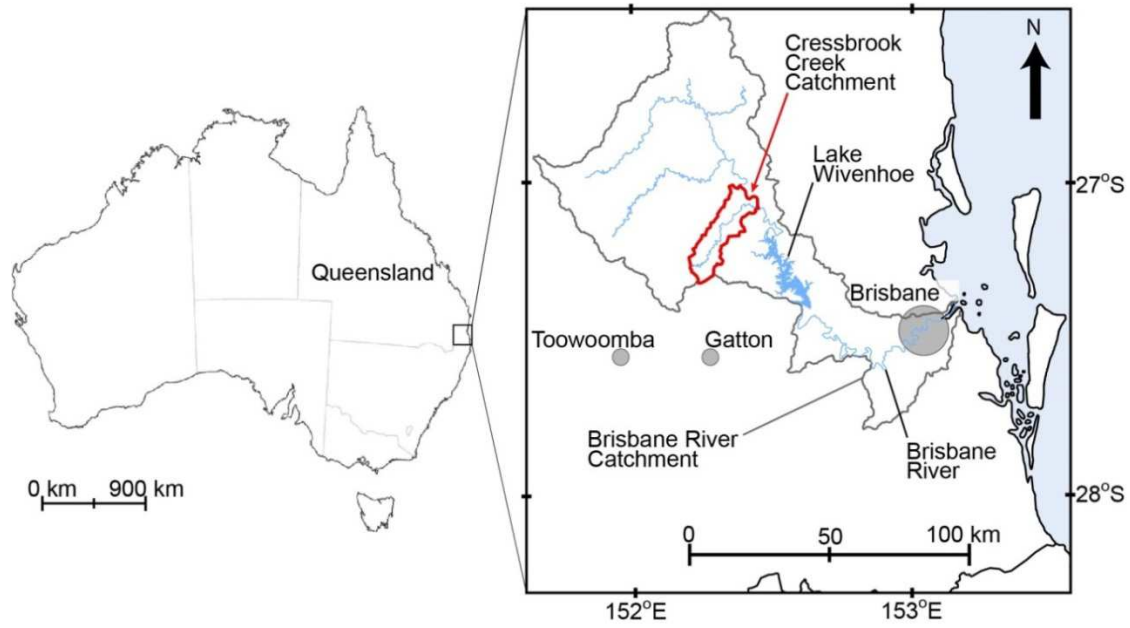 Cressbrook
Creek
Catchment
N
Lake
Wivenhoe
27°S
Queensland
Brisbane
Toowoomba
Gatton
Brisbane River
Catchment
Brisbane
River
0 km 900 km
28°S
0 50 100 km
152°E 153°E